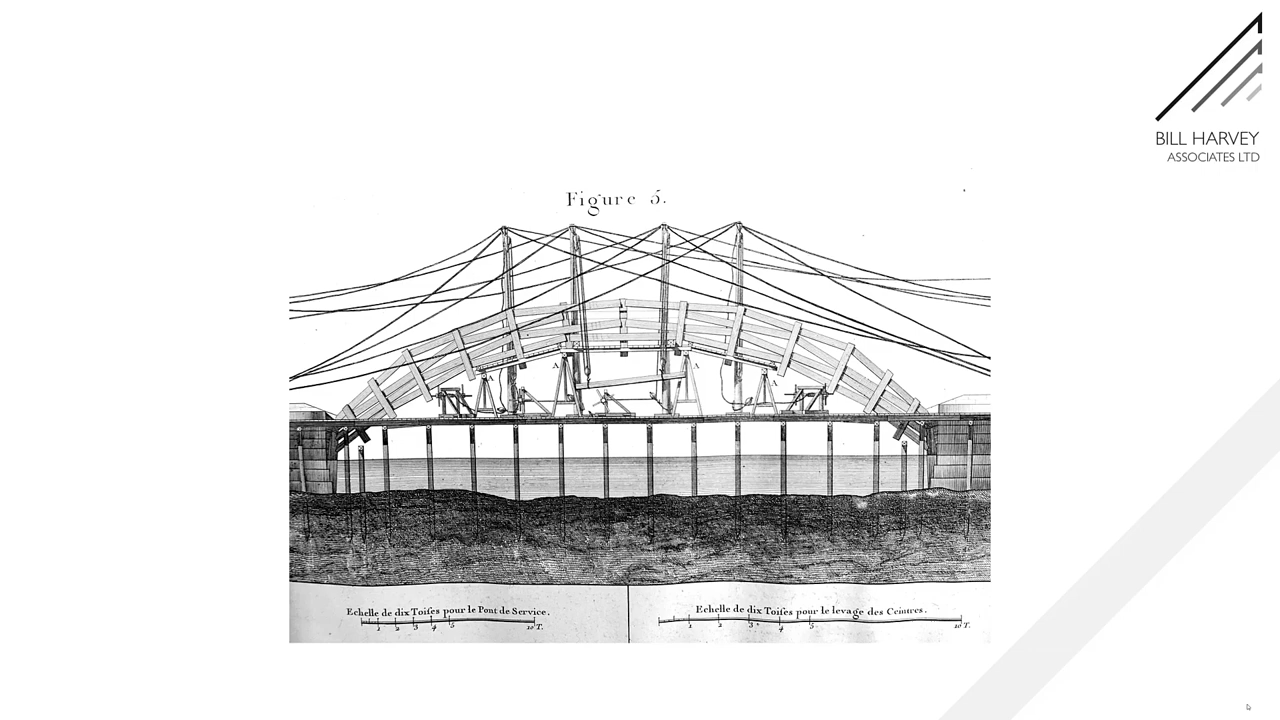 BILL HARVEY
ASSOCIATES LTD
Figure 5.
A
A
A
A
Echelle de dix Toiſes pour le Pont de Service.
1 2 3 4 5 10 T.
Echelle de dix Toiſes pour le levage des Ceintres.
1 2 3 4 5 10 T.